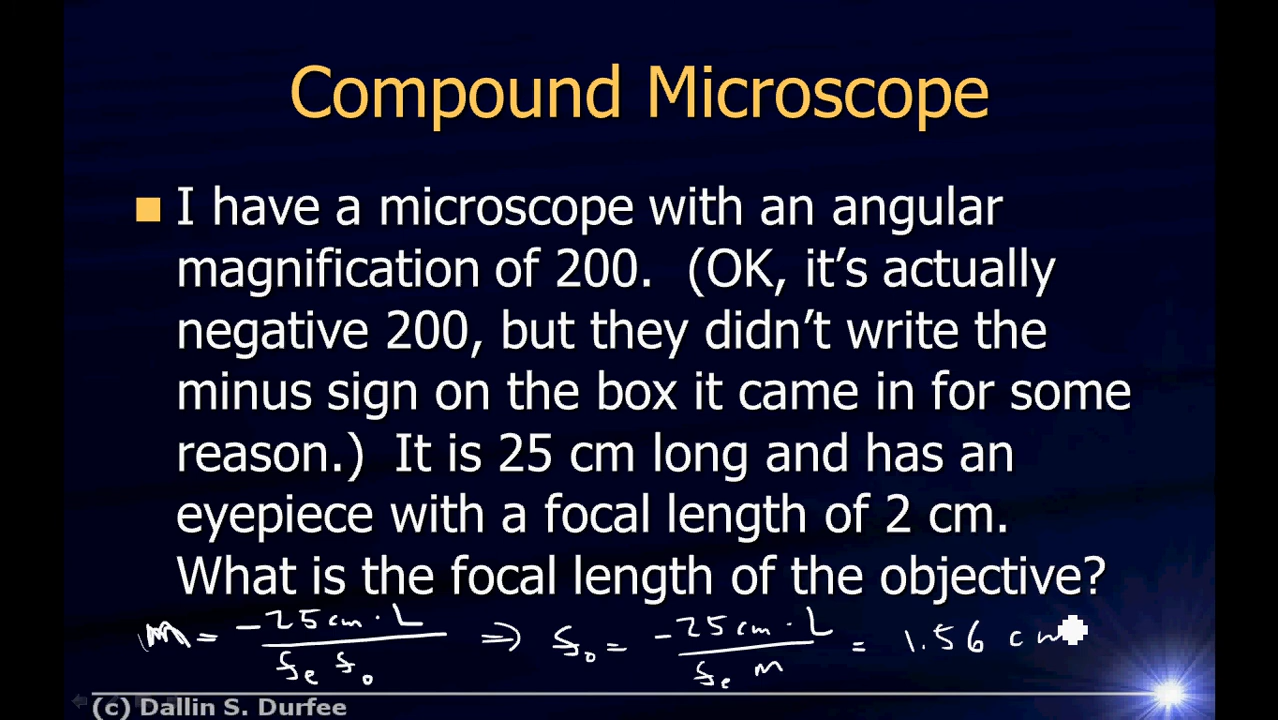 Compound Microscope
I have a microscope with an angular
magnification of 200. (OK, it's actually
negative 200, but they didn't write the
minus sign on the box it came in for some
reason.) It is 25 cm long and has an
eyepiece with a focal length of 2 cm.
What is the focal length of the objective?
m = -25cm·L / fe fo ⇒ fo = -25cm·L / fe m = 1.56 cm
(c) Dallin S. Durfee